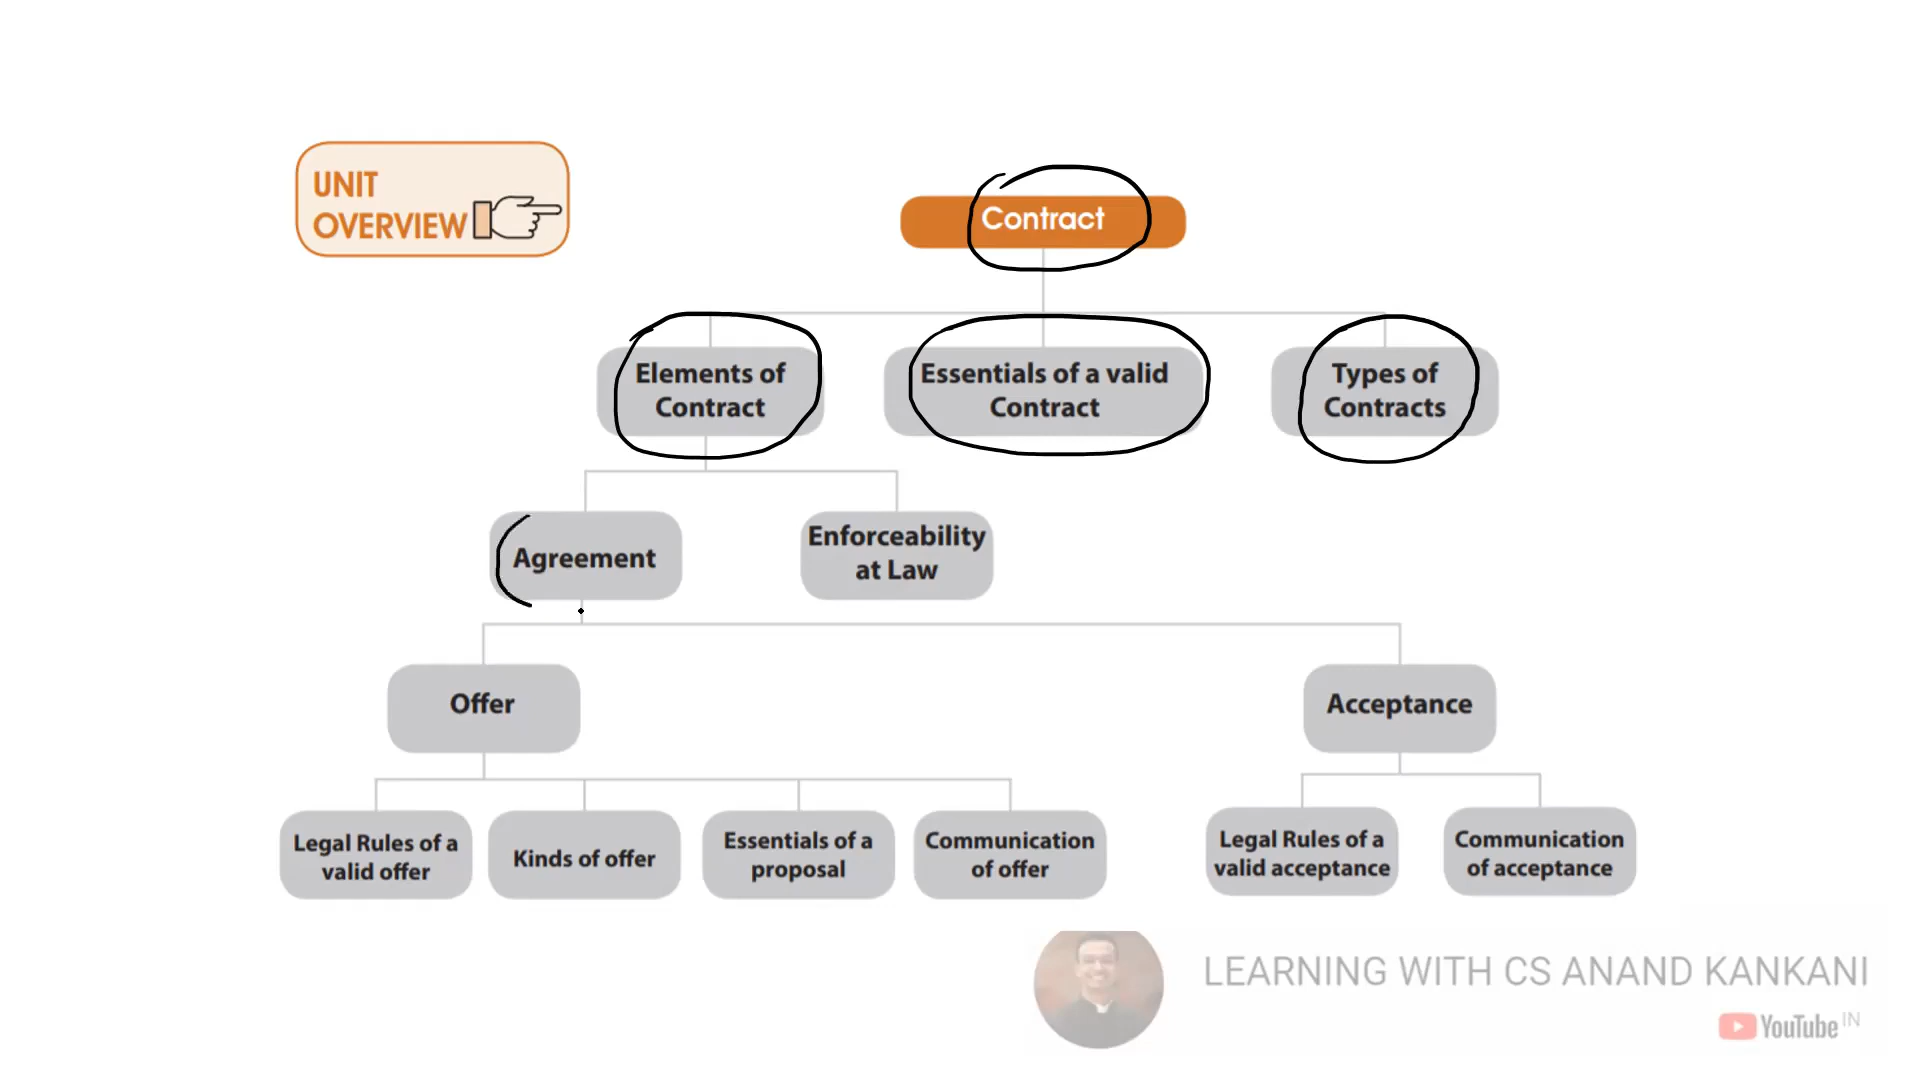 UNIT
OVERVIEW
Contract
Elements of
Contract
Essentials of a valid
Contract
Types of
Contracts
Agreement
Enforceability
at Law
Offer
Acceptance
Legal Rules of a
valid offer
Kinds of offer
Essentials of a
proposal
Communication
of offer
Legal Rules of a
valid acceptance
Communication
of acceptance
LEARNING WITH CS ANAND KANKANI
YouTube IN